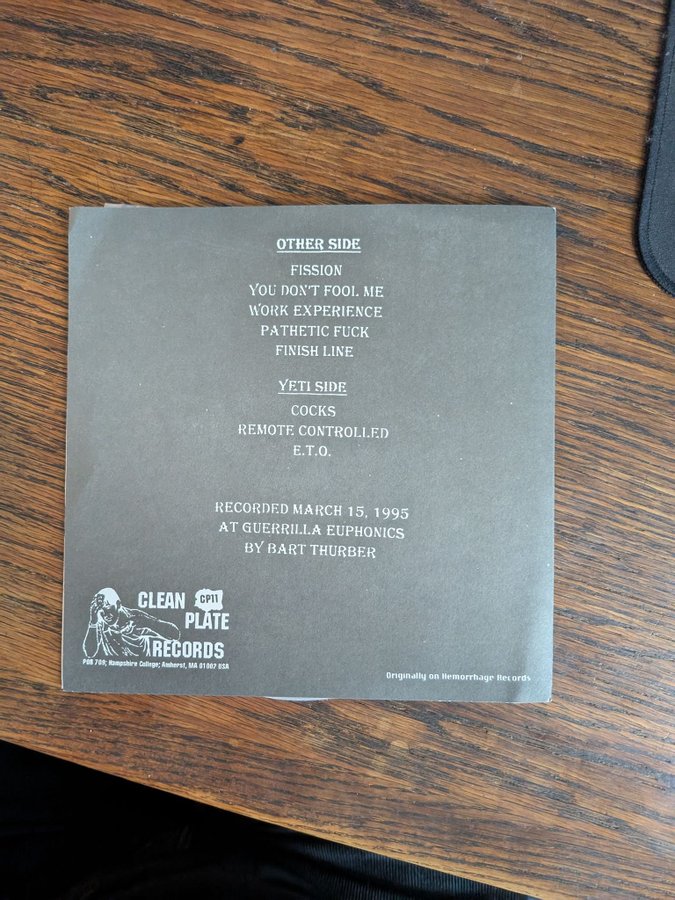 OTHER SIDE
FISSION
YOU DON'T FOOL ME
WORK EXPERIENCE
PATHETIC FUCK
FINISH LINE
YETI SIDE
COCKS
REMOTE CONTROLLED
E.T.O.
RECORDED MARCH 15, 1995
AT GUERRILLA EUPHONICS
BY BART THURBER
CLEAN CP11
PLATE
RECORDS
POB 709; Hampshire College; Amherst, MA 01002 USA
Originally on Hemorrhage Records